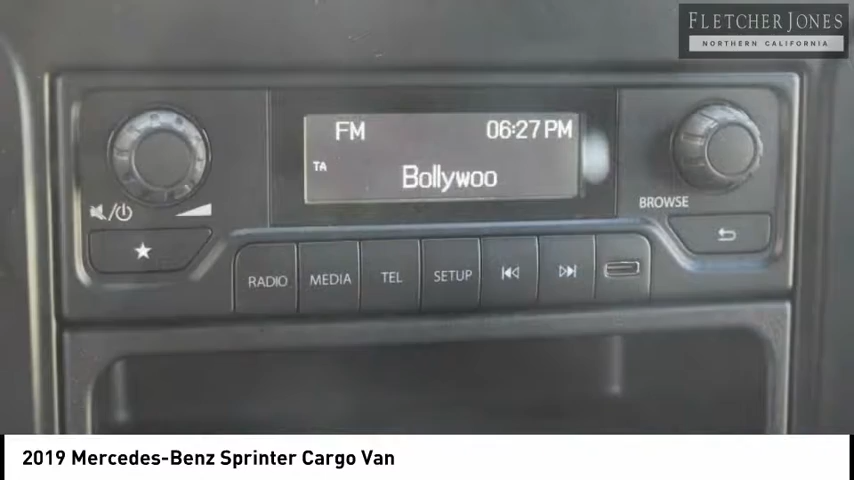 FLETCHER JONES
NORTHERN CALIFORNIA
FM 06:27 PM
TA
Bollywoo
BROWSE
RADIO MEDIA TEL SETUP
2019 Mercedes-Benz Sprinter Cargo Van